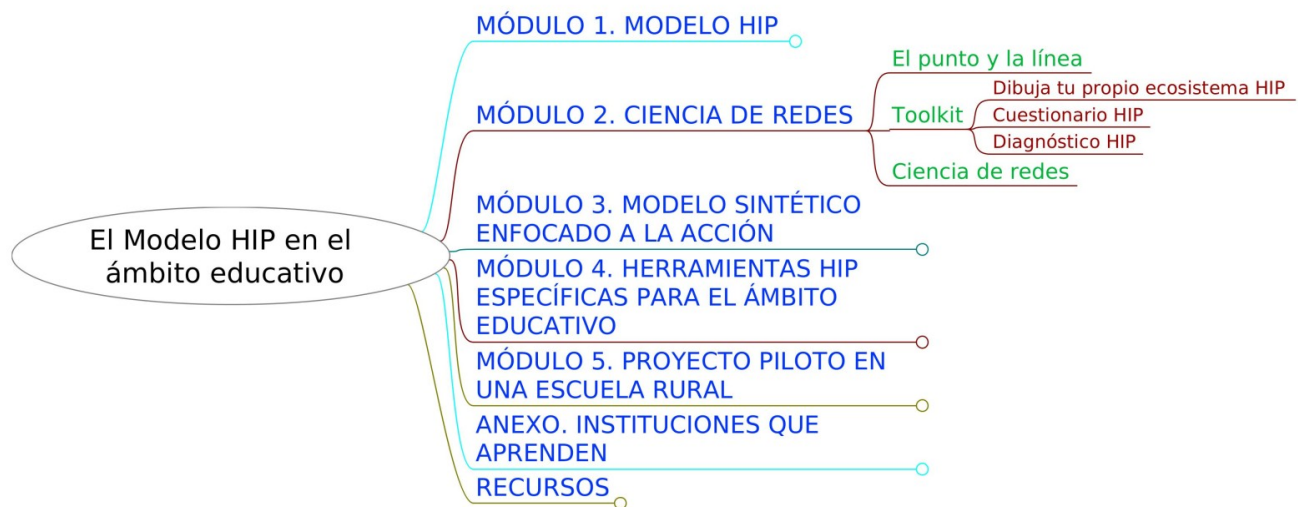 El Modelo HIP en el
ámbito educativo
MÓDULO 1. MODELO HIP
MÓDULO 2. CIENCIA DE REDES
El punto y la línea
Toolkit
Dibuja tu propio ecosistema HIP
Cuestionario HIP
Diagnóstico HIP
Ciencia de redes
MÓDULO 3. MODELO SINTÉTICO
ENFOCADO A LA ACCIÓN
MÓDULO 4. HERRAMIENTAS HIP
ESPECÍFICAS PARA EL ÁMBITO
EDUCATIVO
MÓDULO 5. PROYECTO PILOTO EN
UNA ESCUELA RURAL
ANEXO. INSTITUCIONES QUE
APRENDEN
RECURSOS